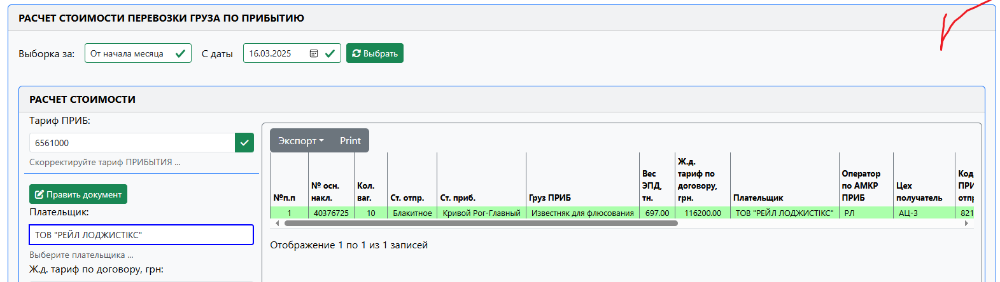 РАСЧЕТ СТОИМОСТИ ПЕРЕВОЗКИ ГРУЗА ПО ПРИБЫТИЮ
Выборка за: От начала месяца С даты 16.03.2025 Выбрать
РАСЧЕТ СТОИМОСТИ
Тариф ПРИБ:
6561000
Скорректируйте тариф ПРИБЫТИЯ ...
Править документ
Плательщик:
ТОВ "РЕЙЛ ЛОДЖИСТІКС"
Выберите плательщика ...
Ж.д. тариф по договору, грн:
Экспорт Print
№п.п
№ осн.
накл.
Кол.
ваг.
Ст. отпр.
Ст. приб.
Груз ПРИБ
Вес
ЭПД,
тн.
Ж.д.
тариф по
договору,
грн.
Плательщик
Оператор
по АМКР
ПРИБ
Цех
получатель
Код
ПРИ
отпр
1 40376725 10 Блакитное Кривой Рог-Главный Известняк для флюсования 697.00 116200.00 ТОВ "РЕЙЛ ЛОДЖИСТІКС" РЛ АЦ-3 821
Отображение 1 по 1 из 1 записей